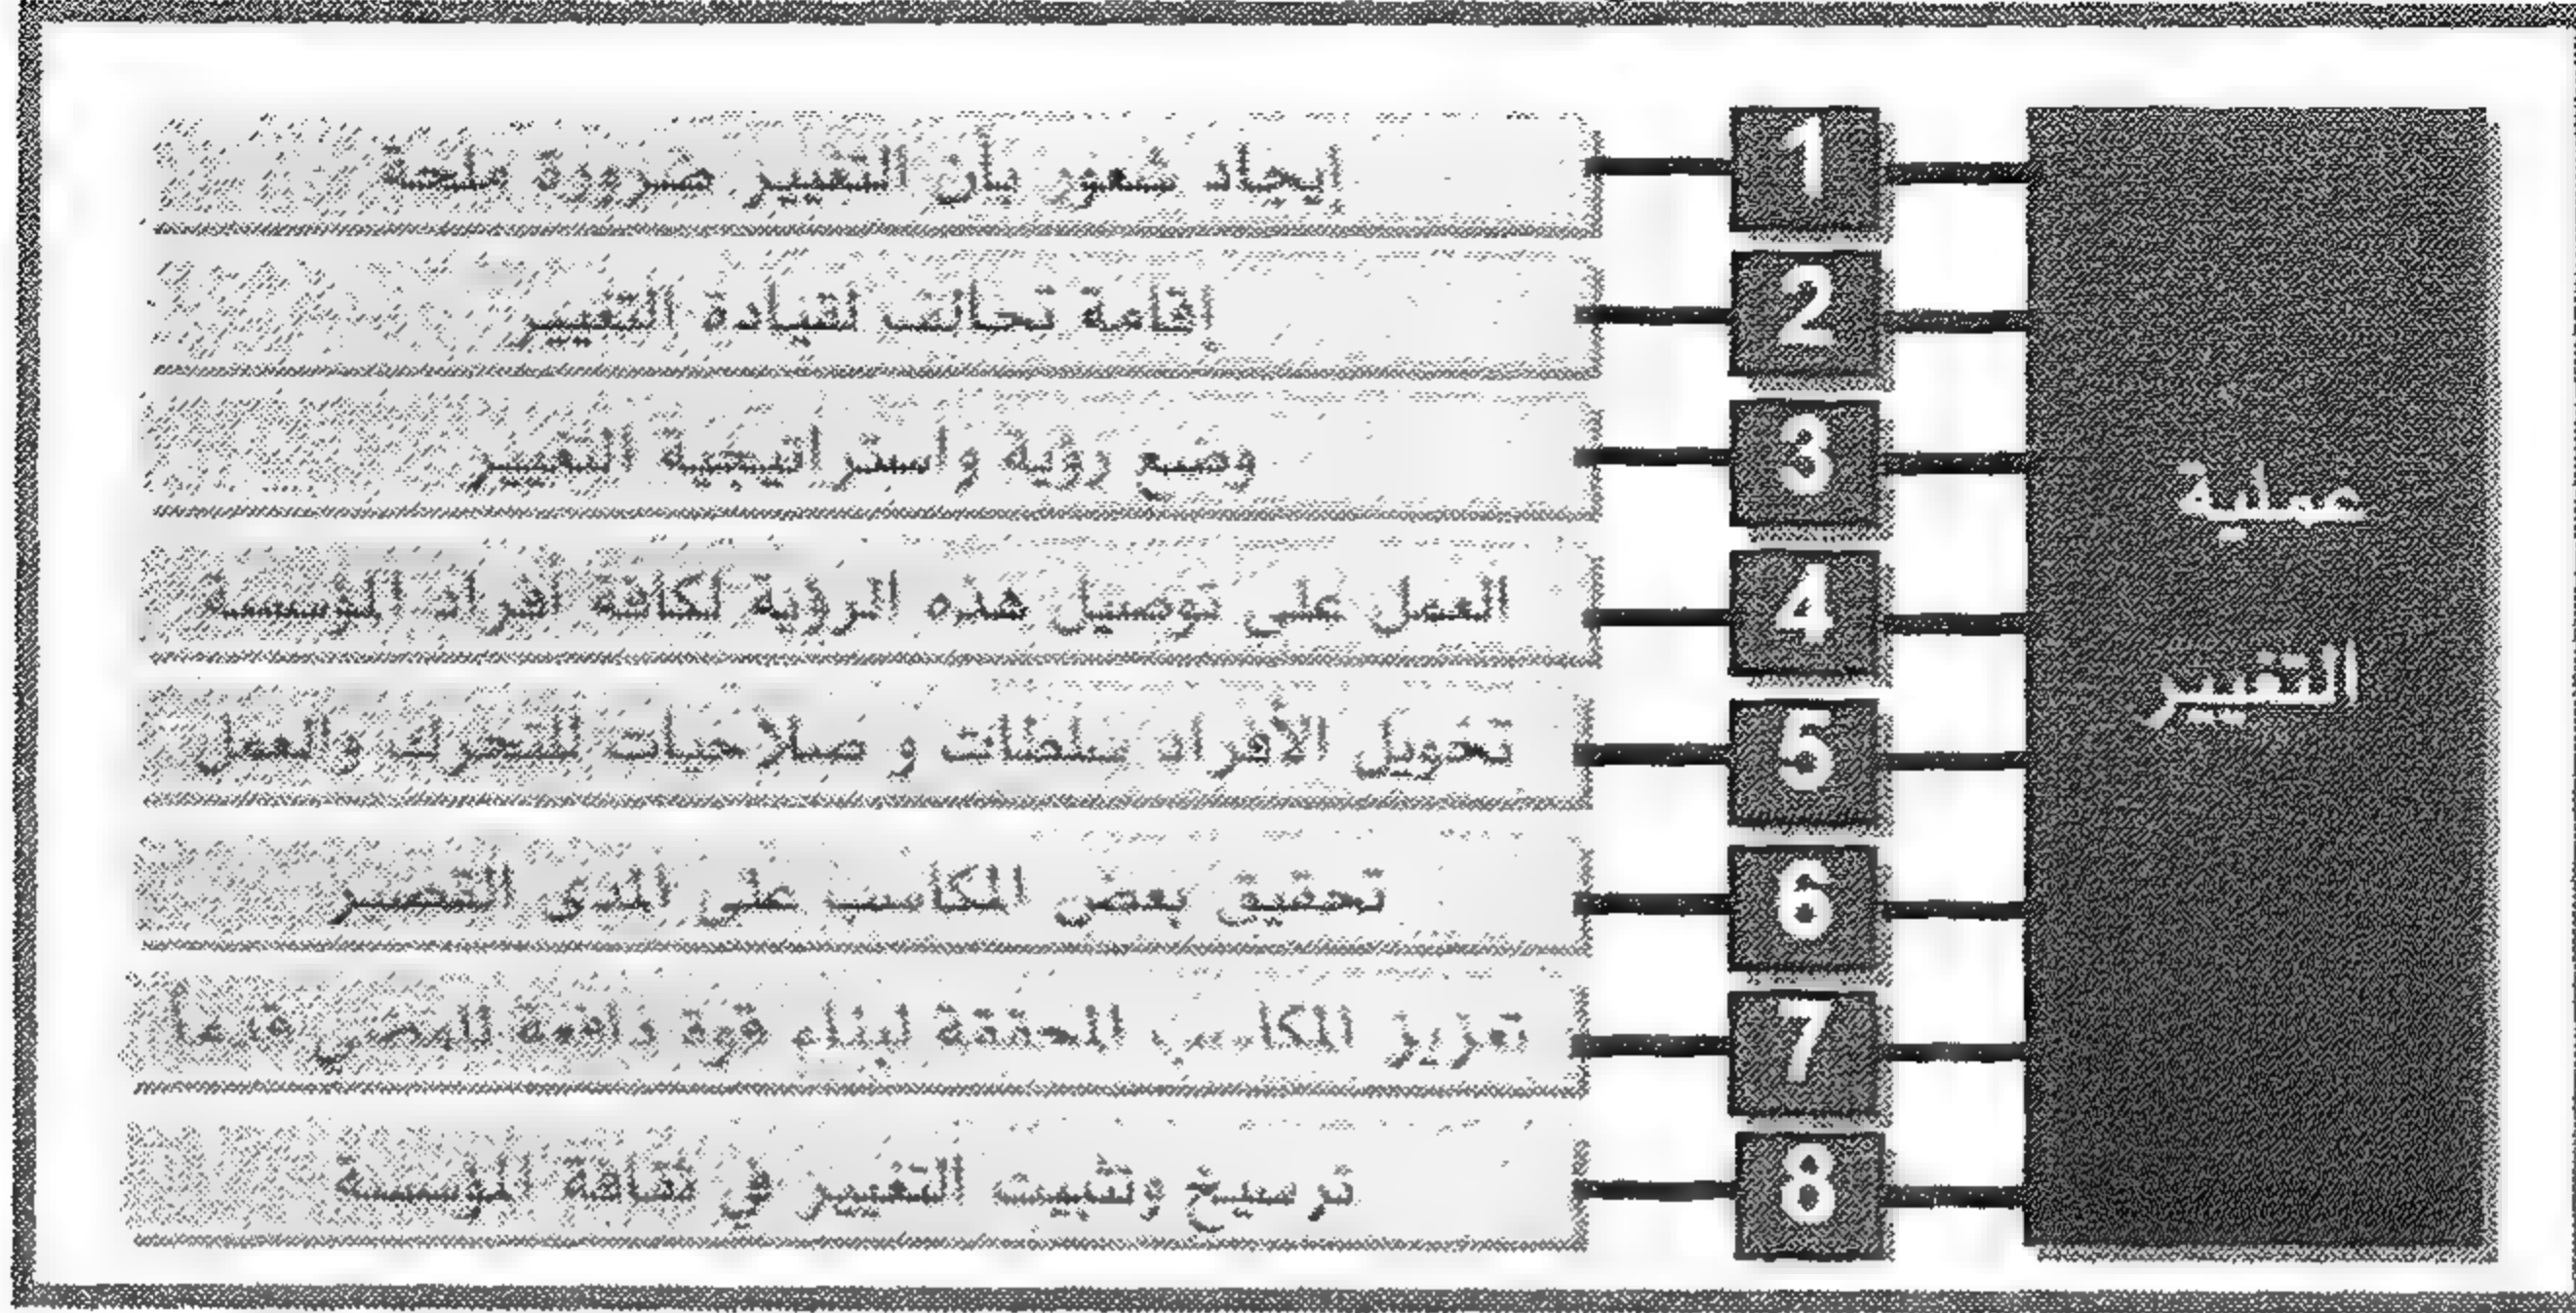 عملية
التغيير
1
إيجاد شعور بأن التغيير ضرورة ملحة
2
إقامة تحالف لقيادة التغيير
3
وضع رؤية واستراتيجية التغيير
4
العمل على توصيل هذه الرؤية لكافة أفراد المؤسسة
5
تخويل الأفراد سلطات و صلاحيات للتحرك والعمل
6
تحقيق بعض المكاسب على المدى القصير
7
تعزيز المكاسب المحققة لبناء قوة دافعة للمضي قدما
8
ترسيخ وتثبيت التغيير في ثقافة المؤسسة